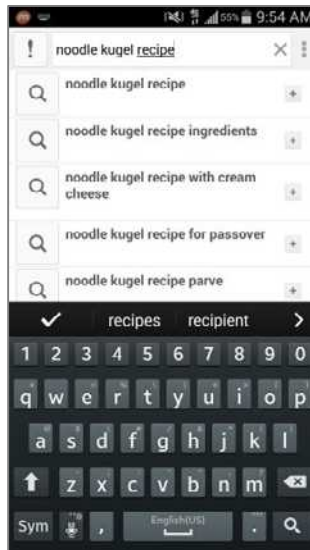 55% 9:54 AM
noodle kugel recipe
noodle kugel recipe
noodle kugel recipe ingredients
noodle kugel recipe with cream
cheese
noodle kugel recipe for passover
noodle kugel recipe parve
recipes recipient
1 2 3 4 5 6 7 8 9 0
q w e r t y u i o p
a s d f g h j k l
z x c v b n m
Sym , English(US) .